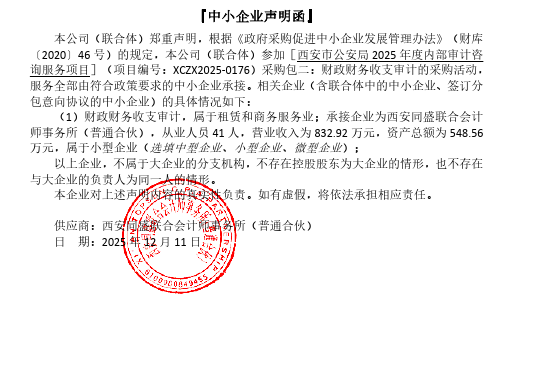 『中小企业声明函』
本公司（联合体）郑重声明，根据《政府采购促进中小企业发展管理办法》（财库
〔2020〕46 号）的规定，本公司（联合体）参加［西安市公安局 2025 年度内部审计咨
询服务项目］（项目编号：XCZX2025-0176）采购包二：财政财务收支审计的采购活动，
服务全部由符合政策要求的中小企业承接。相关企业（含联合体中的中小企业、签订分
包意向协议的中小企业）的具体情况如下：
（1）财政财务收支审计，属于租赁和商务服务业；承接企业为西安同盛联合会计
师事务所（普通合伙），从业人员 41 人，营业收入为 832.92 万元，资产总额为 548.56
万元，属于小型企业（连填中型企业、小型企业、微型企业）；
以上企业，不属于大企业的分支机构，不存在控股股东为大企业的情形，也不存在
与大企业的负责人为同一人的情形。
本企业对上述声明内容的真实性负责。如有虚假，将依法承担相应责任。
供应商：西安同盛联合会计师事务所（普通合伙）
日 期：2025 年 12 月 11 日